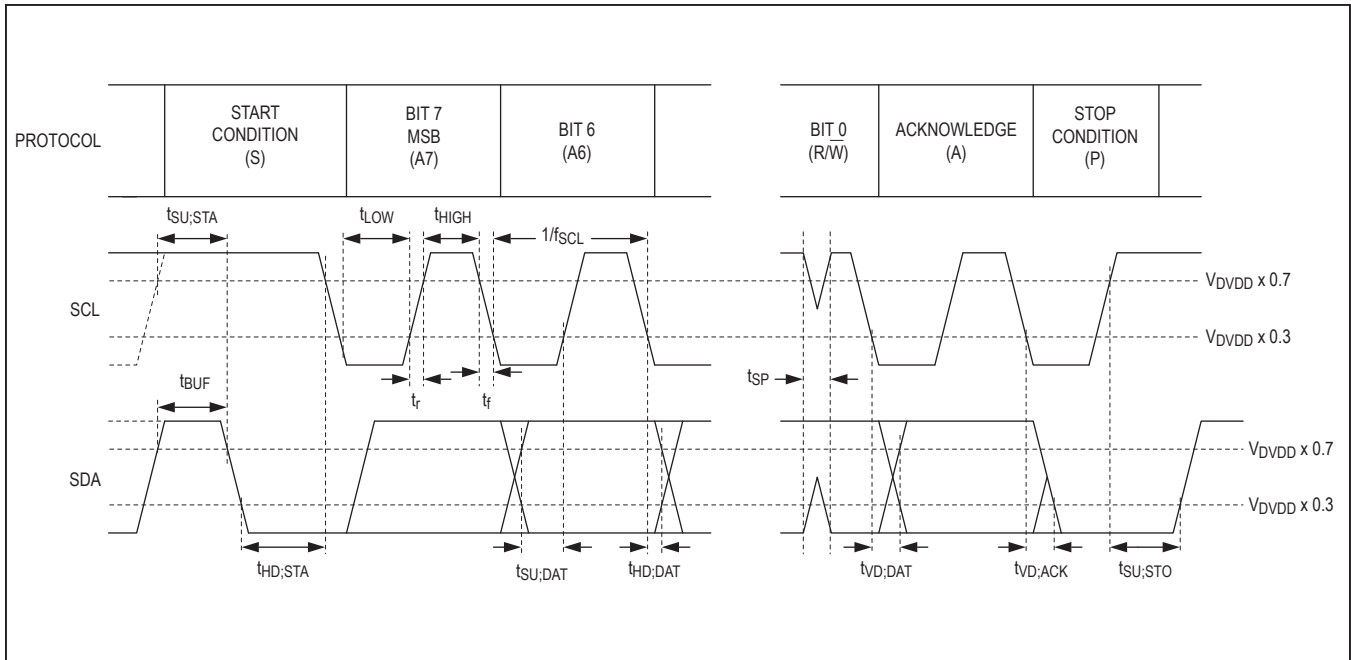 PROTOCOL
START
CONDITION
(S)
BIT 7
MSB
(A7)
BIT 6
(A6)
BIT 0
(R/W̅)
ACKNOWLEDGE
(A)
STOP
CONDITION
(P)
tSU;STA
tLOW
tHIGH
1/fSCL
SCL
VDVDD x 0.7
VDVDD x 0.3
tBUF
tr
tf
tSP
SDA
VDVDD x 0.7
VDVDD x 0.3
tHD;STA
tSU;DAT
tHD;DAT
tVD;DAT
tVD;ACK
tSU;STO